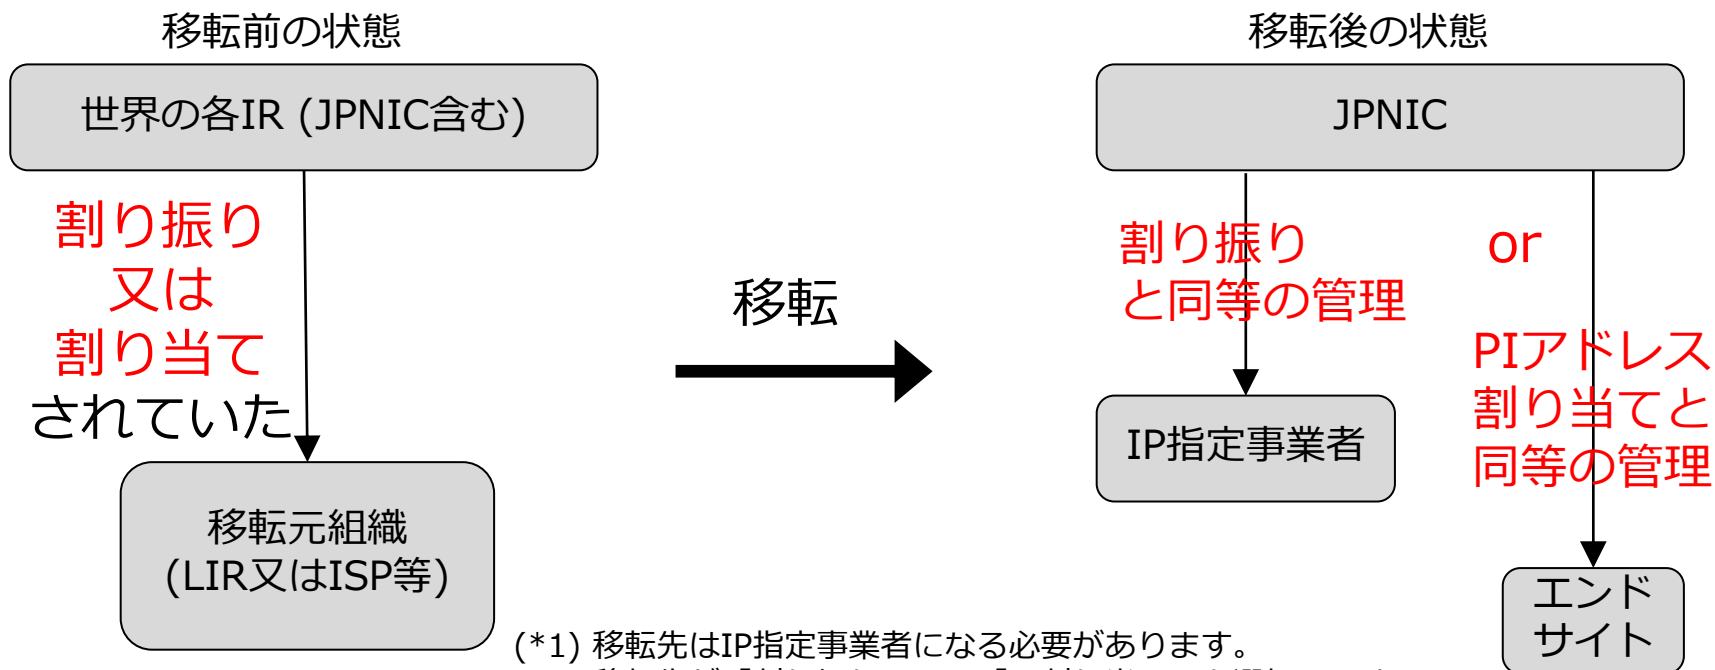 移転前の状態
世界の各IR (JPNIC含む)
割り振り
又は
割り当て
されていた
移転元組織
(LIR又はISP等)
移転
移転後の状態
JPNIC
割り振り
と同等の管理
or
PIアドレス
割り当てと
同等の管理
IP指定事業者
エンド
サイト
(*1) 移転先はIP指定事業者になる必要があります。